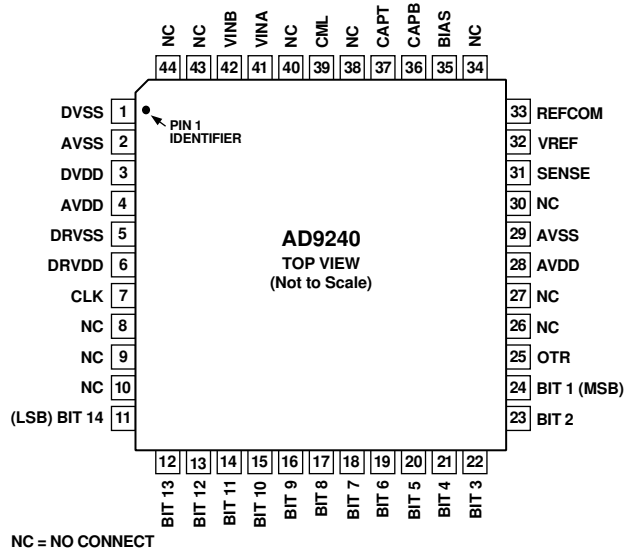 NC
NC
VINB
VINA
NC
CML
NC
CAPT
CAPB
BIAS
NC
44 43 42 41 40 39 38 37 36 35 34
DVSS 1
AVSS 2
DVDD 3
AVDD 4
DRVSS 5
DRVDD 6
CLK 7
NC 8
NC 9
NC 10
(LSB) BIT 14 11
PIN 1
IDENTIFIER
AD9240
TOP VIEW
(Not to Scale)
33 REFCOM
32 VREF
31 SENSE
30 NC
29 AVSS
28 AVDD
27 NC
26 NC
25 OTR
24 BIT 1 (MSB)
23 BIT 2
12 13 14 15 16 17 18 19 20 21 22
BIT 13
BIT 12
BIT 11
BIT 10
BIT 9
BIT 8
BIT 7
BIT 6
BIT 5
BIT 4
BIT 3
NC = NO CONNECT